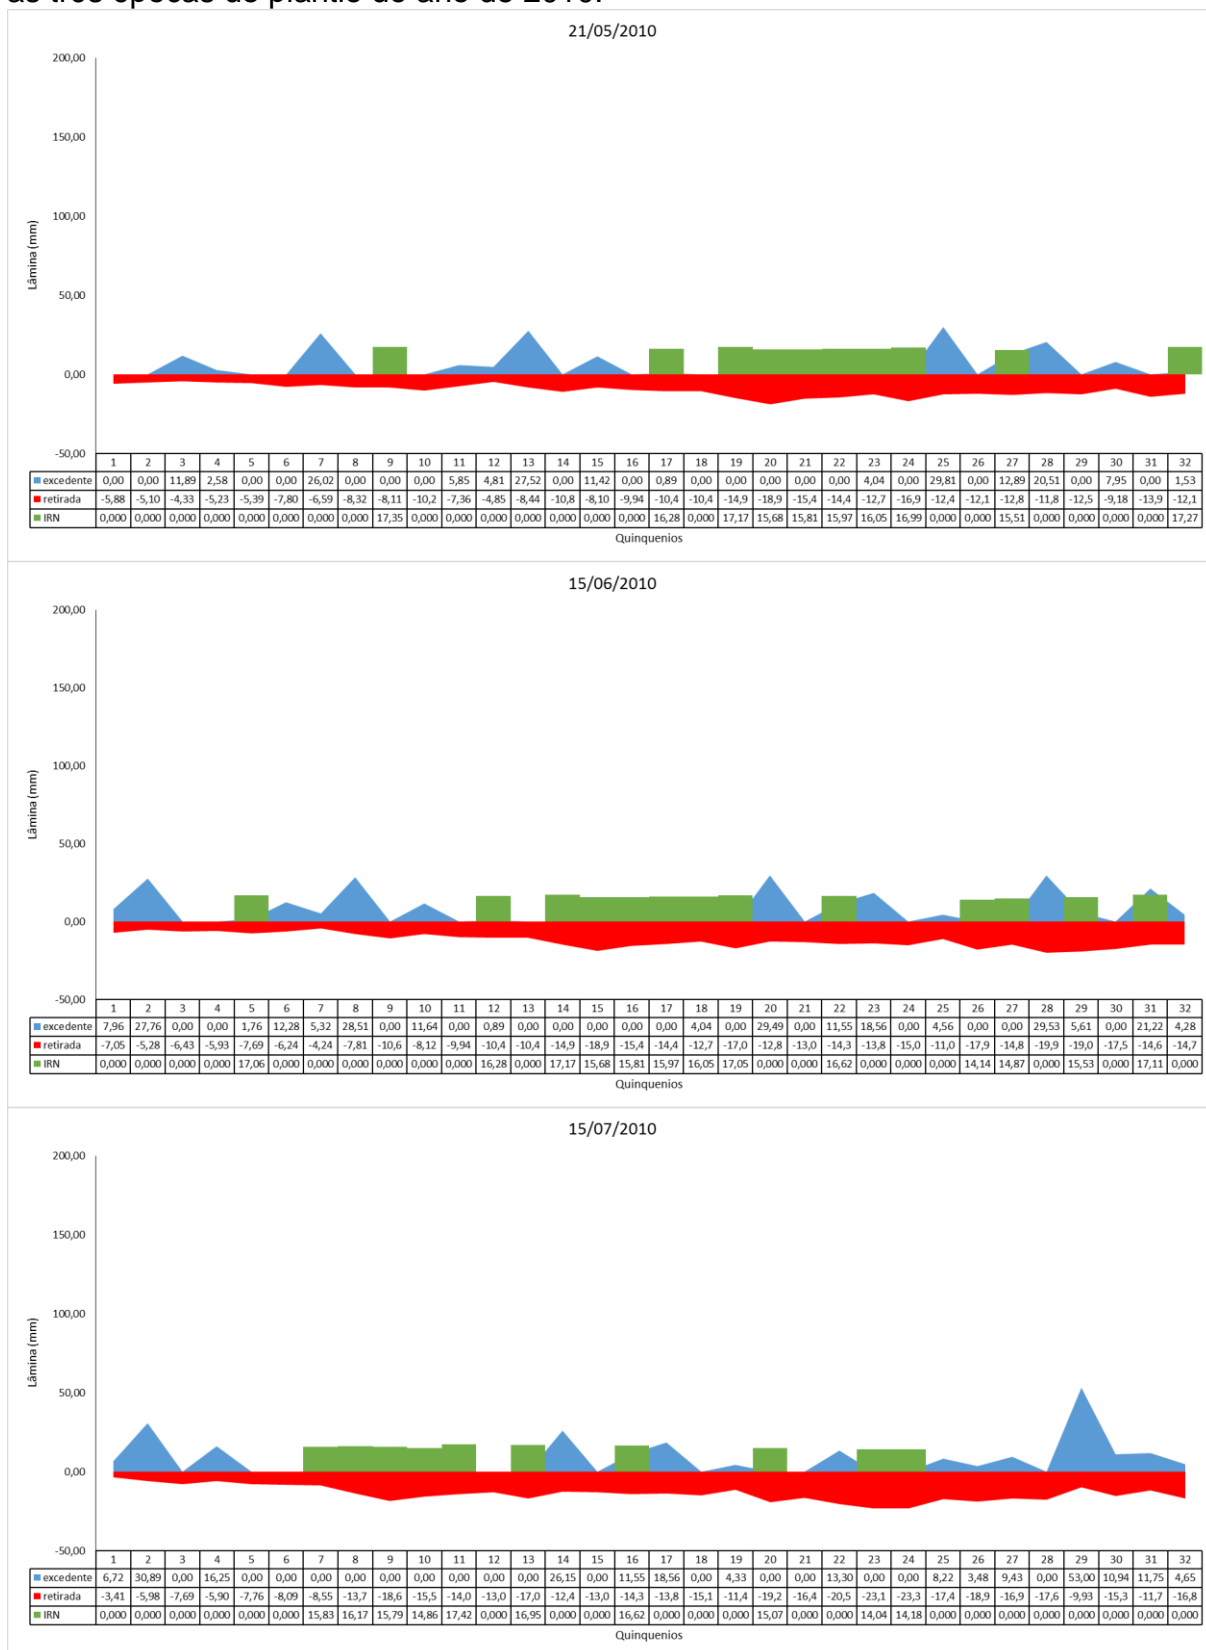 as três épocas de plantio do ano de 2010.
21/05/2010
200,00
150,00
100,00
50,00
0,00
-50,00
Lâmina (mm)
1 2 3 4 5 6 7 8 9 10 11 12 13 14 15 16 17 18 19 20 21 22 23 24 25 26 27 28 29 30 31 32
excedente 0,00 0,00 11,89 2,58 0,00 0,00 26,02 0,00 0,00 0,00 5,85 4,81 27,52 0,00 11,42 0,00 0,89 0,00 0,00 0,00 0,00 0,00 4,04 0,00 29,81 0,00 12,89 20,51 0,00 7,95 0,00 1,53
retirada -5,88 -5,10 -4,33 -5,23 -5,39 -7,80 -6,59 -8,32 -8,11 -10,2 -7,36 -4,85 -8,44 -10,8 -8,10 -9,94 -10,4 -10,4 -14,9 -18,9 -15,4 -14,4 -12,7 -16,9 -12,4 -12,1 -12,8 -11,8 -12,5 -9,18 -13,9 -12,1
IRN 0,000 0,000 0,000 0,000 0,000 0,000 0,000 0,000 17,35 0,000 0,000 0,000 0,000 0,000 0,000 0,000 16,28 0,000 17,17 15,68 15,81 15,97 16,05 16,99 0,000 0,000 15,51 0,000 0,000 0,000 0,000 17,27
Quinquenios
15/06/2010
200,00
150,00
100,00
50,00
0,00
-50,00
Lâmina (mm)
1 2 3 4 5 6 7 8 9 10 11 12 13 14 15 16 17 18 19 20 21 22 23 24 25 26 27 28 29 30 31 32
excedente 7,96 27,76 0,00 0,00 1,76 12,28 5,32 28,51 0,00 11,64 0,00 0,89 0,00 0,00 0,00 0,00 0,00 4,04 0,00 29,49 0,00 11,55 18,56 0,00 4,56 0,00 0,00 29,53 5,61 0,00 21,22 4,28
retirada -7,05 -5,28 -6,43 -5,93 -7,69 -6,24 -4,24 -7,81 -10,6 -8,12 -9,94 -10,4 -10,4 -14,9 -18,9 -15,4 -14,4 -12,7 -17,0 -12,8 -13,0 -14,3 -13,8 -15,0 -11,0 -17,9 -14,8 -19,9 -19,0 -17,5 -14,6 -14,7
IRN 0,000 0,000 0,000 0,000 17,06 0,000 0,000 0,000 0,000 0,000 0,000 16,28 0,000 17,17 15,68 15,81 15,97 16,05 17,05 0,000 0,000 16,62 0,000 0,000 0,000 14,14 14,87 0,000 15,53 0,000 17,11 0,000
Quinquenios
15/07/2010
200,00
150,00
100,00
50,00
0,00
-50,00
Lâmina (mm)
1 2 3 4 5 6 7 8 9 10 11 12 13 14 15 16 17 18 19 20 21 22 23 24 25 26 27 28 29 30 31 32
excedente 6,72 30,89 0,00 16,25 0,00 0,00 0,00 0,00 0,00 0,00 0,00 0,00 0,00 26,15 0,00 11,55 18,56 0,00 4,33 0,00 0,00 13,30 0,00 0,00 8,22 3,48 9,43 0,00 53,00 10,94 11,75 4,65
retirada -3,41 -5,98 -7,69 -5,90 -7,76 -8,09 -8,55 -13,7 -18,6 -15,5 -14,0 -13,0 -17,0 -12,4 -13,0 -14,3 -13,8 -15,1 -11,4 -19,2 -16,4 -20,5 -23,1 -23,3 -17,4 -18,9 -16,9 -17,6 -9,93 -15,3 -11,7 -16,8
IRN 0,000 0,000 0,000 0,000 0,000 0,000 15,83 16,17 15,79 14,86 17,42 0,000 16,95 0,000 0,000 16,62 0,000 0,000 0,000 15,07 0,000 0,000 14,04 14,18 0,000 0,000 0,000 0,000 0,000 0,000 0,000 0,000
Quinquenios